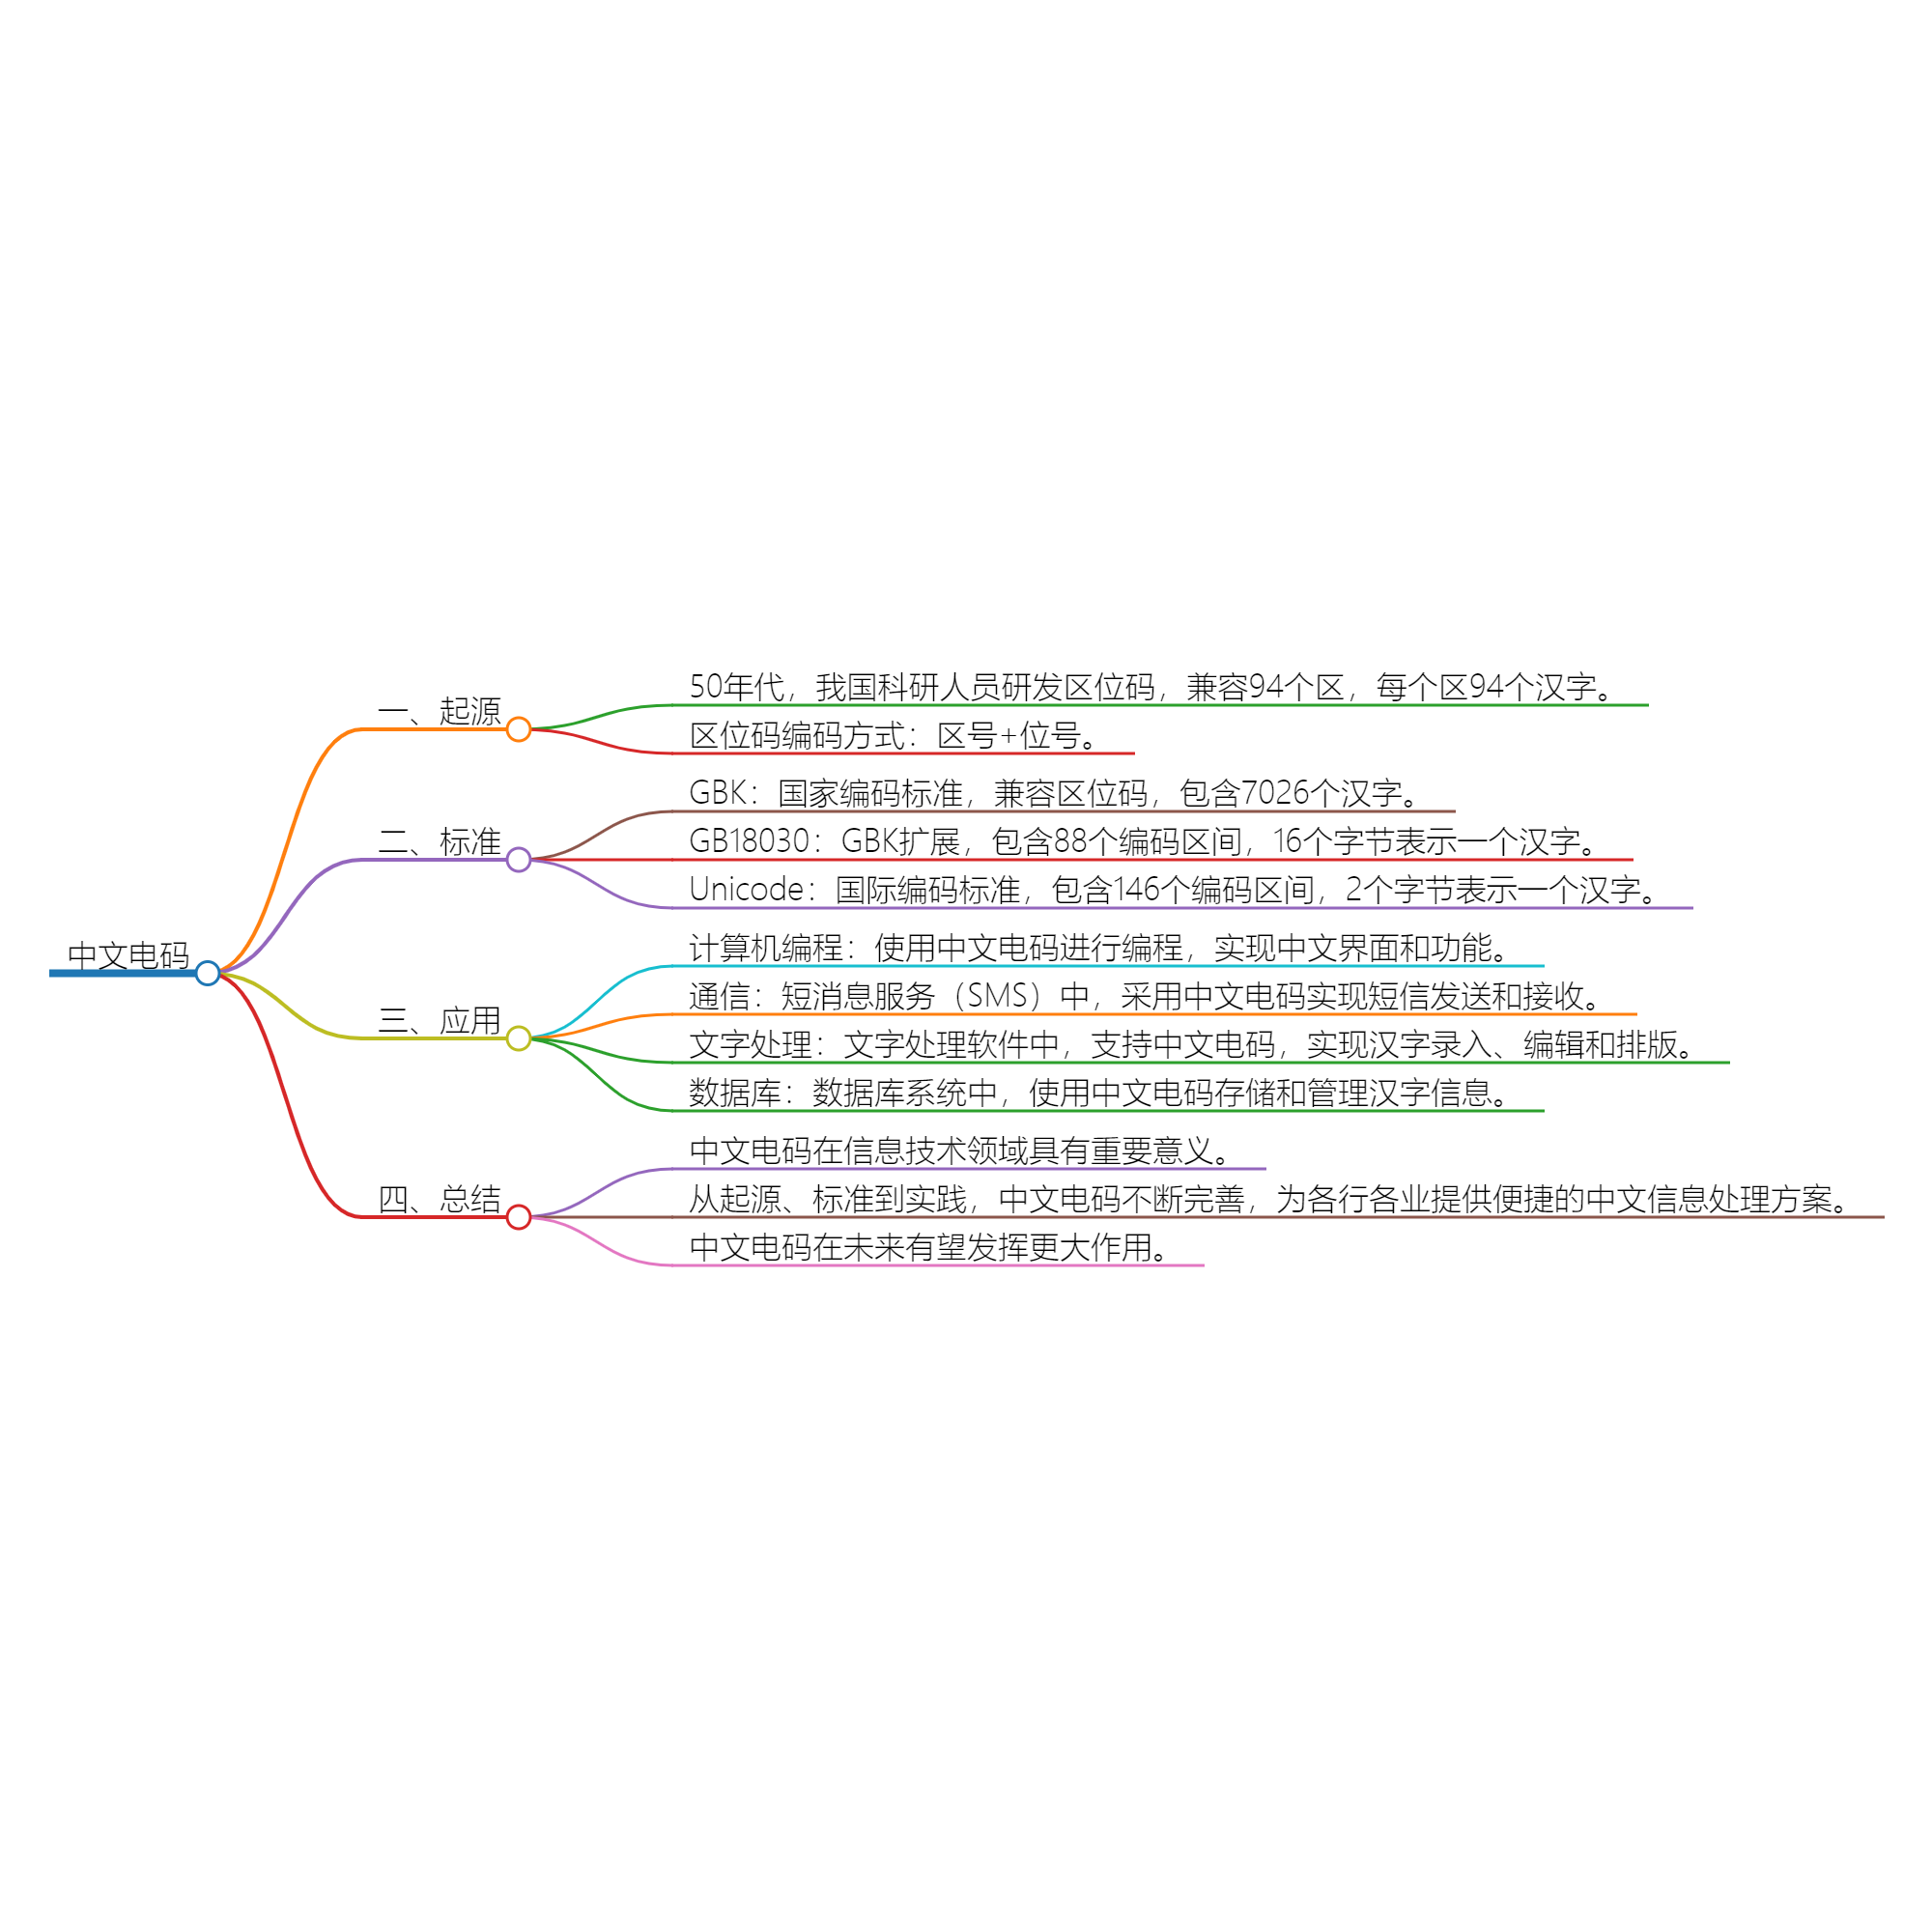 中文电码
一、起源
50年代，我国科研人员研发区位码，兼容94个区，每个区94个汉字。
区位码编码方式：区号+位号。
二、标准
GBK：国家编码标准，兼容区位码，包含7026个汉字。
GB18030：GBK扩展，包含88个编码区间，16个字节表示一个汉字。
Unicode：国际编码标准，包含146个编码区间，2个字节表示一个汉字。
三、应用
计算机编程：使用中文电码进行编程，实现中文界面和功能。
通信：短消息服务（SMS）中，采用中文电码实现短信发送和接收。
文字处理：文字处理软件中，支持中文电码，实现汉字录入、编辑和排版。
数据库：数据库系统中，使用中文电码存储和管理汉字信息。
四、总结
中文电码在信息技术领域具有重要意义。
从起源、标准到实践，中文电码不断完善，为各行各业提供便捷的中文信息处理方案。
中文电码在未来有望发挥更大作用。